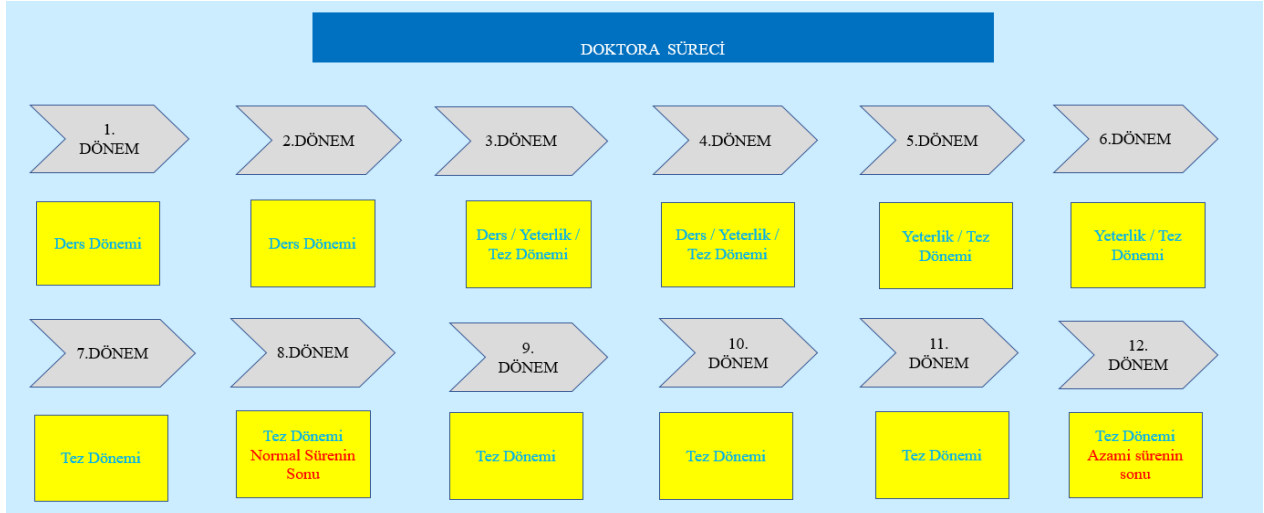 DOKTORA SÜRECİ
1.
DÖNEM
2.DÖNEM
3.DÖNEM
4.DÖNEM
5.DÖNEM
6.DÖNEM
Ders Dönemi
Ders Dönemi
Ders / Yeterlik /
Tez Dönemi
Ders / Yeterlik /
Tez Dönemi
Yeterlik / Tez
Dönemi
Yeterlik / Tez
Dönemi
7.DÖNEM
8.DÖNEM
9.
DÖNEM
10.
DÖNEM
11.
DÖNEM
12.
DÖNEM
Tez Dönemi
Tez Dönemi
Normal Sürenin
Sonu
Tez Dönemi
Tez Dönemi
Tez Dönemi
Tez Dönemi
Azami sürenin
sonu